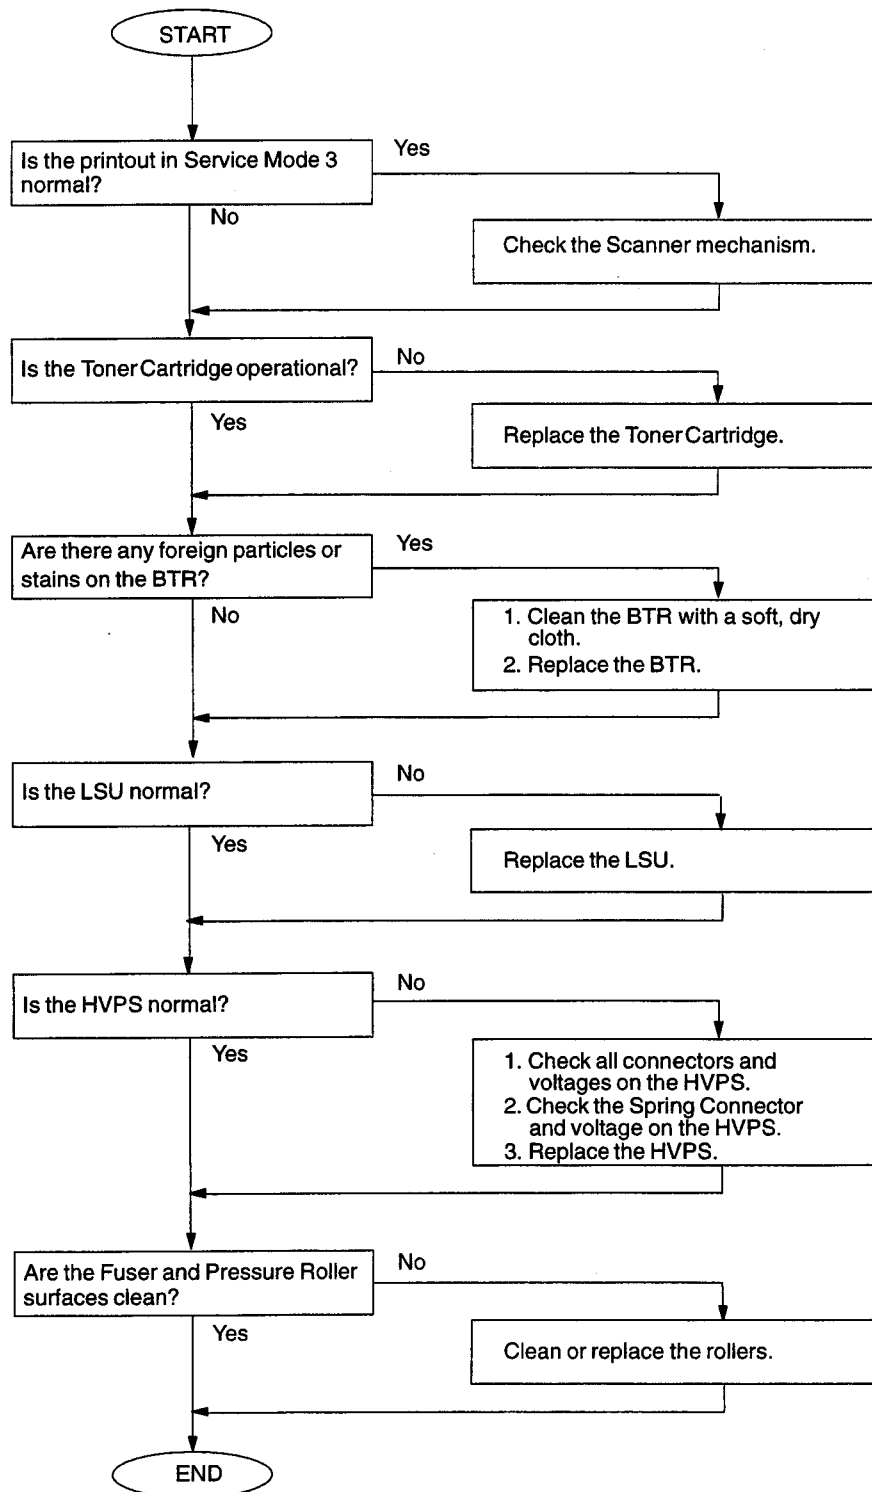 START
Is the printout in Service Mode 3
normal?
Yes
No
Check the Scanner mechanism.
Is the Toner Cartridge operational?
No
Yes
Replace the Toner Cartridge.
Are there any foreign particles or
stains on the BTR?
Yes
No
1. Clean the BTR with a soft, dry
cloth.
2. Replace the BTR.
Is the LSU normal?
No
Yes
Replace the LSU.
Is the HVPS normal?
No
Yes
1. Check all connectors and
voltages on the HVPS.
2. Check the Spring Connector
and voltage on the HVPS.
3. Replace the HVPS.
Are the Fuser and Pressure Roller
surfaces clean?
No
Yes
Clean or replace the rollers.
END